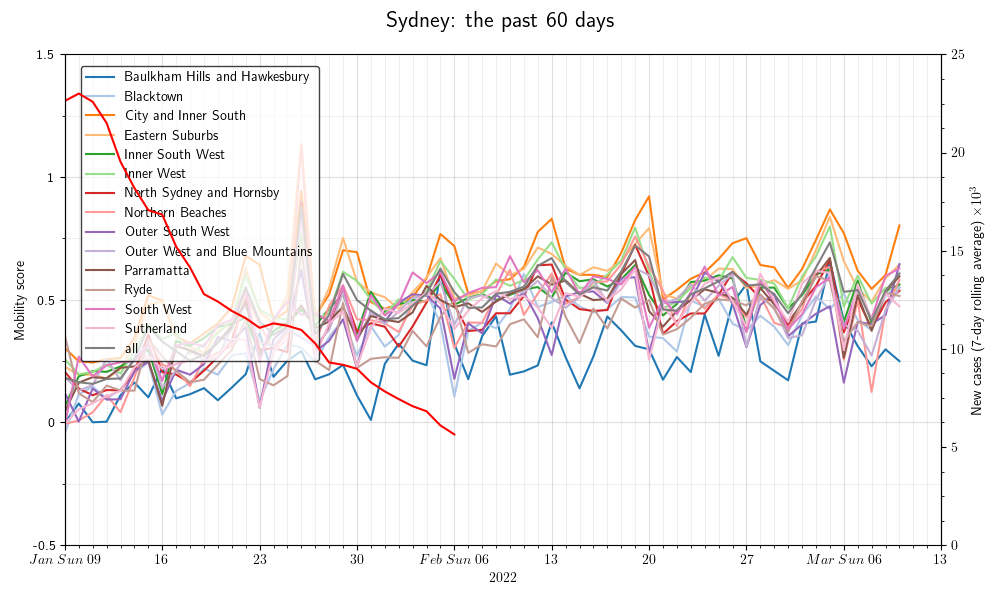 Sydney: the past 60 days
1.5
1
0.5
0
-0.5
Mobility score
Baulkham Hills and Hawkesbury
Blacktown
City and Inner South
Eastern Suburbs
Inner South West
Inner West
North Sydney and Hornsby
Northern Beaches
Outer South West
Outer West and Blue Mountains
Parramatta
Ryde
South West
Sutherland
all
25
20
15
10
5
0
New cases (7-day rolling average) ×10³
Jan Sun 09 16 23 30 Feb Sun 06 13 20 27 Mar Sun 06 13
2022